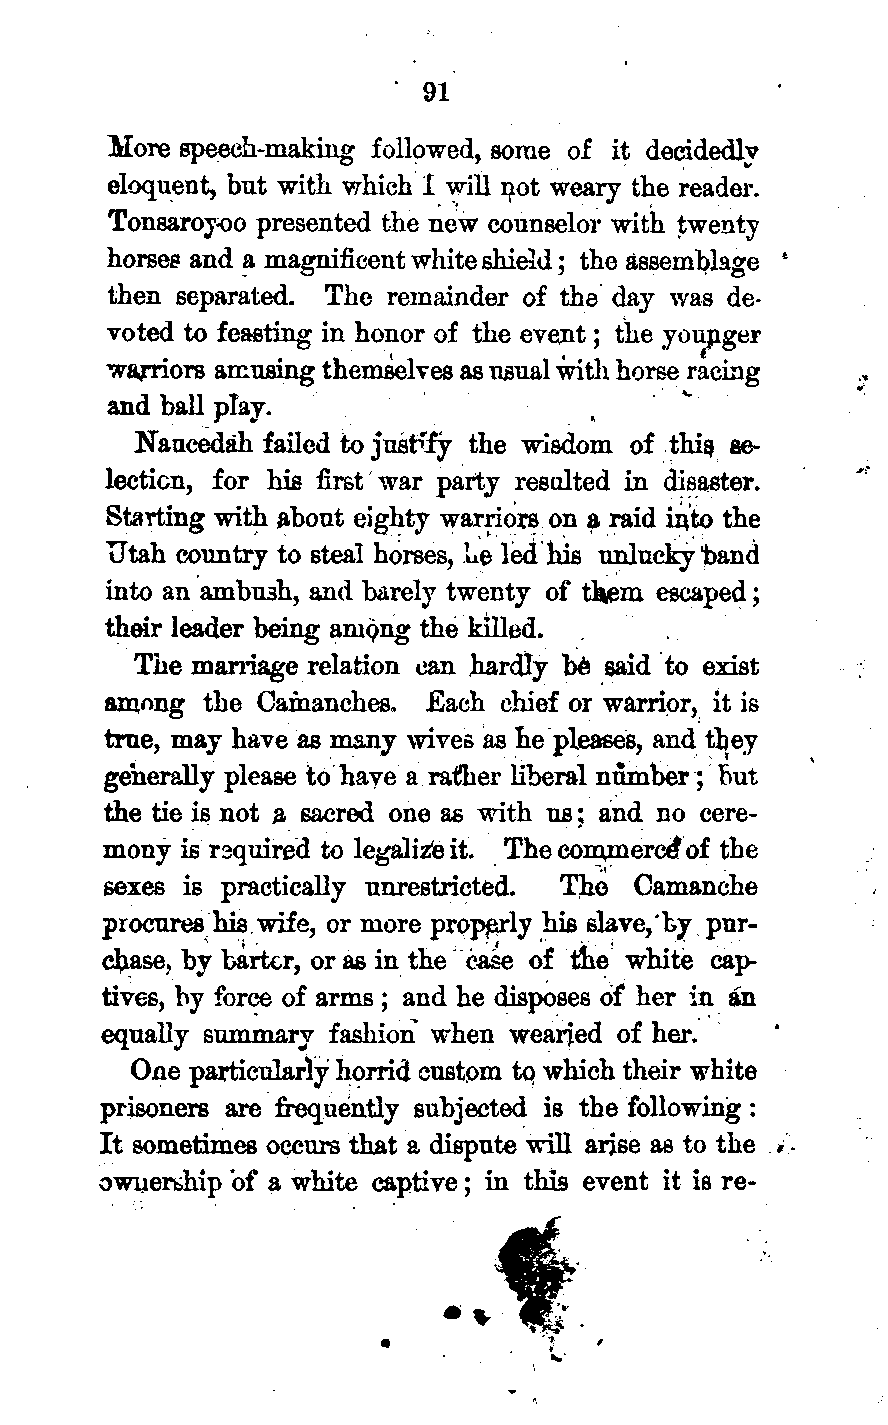 91
More speech-making followed, some of it decidedly
eloquent, but with which I will not weary the reader.
Tonsaroyoo presented the new counselor with twenty
horses and a magnificent white shield; the assemblage
then separated. The remainder of the day was de-
voted to feasting in honor of the event; the younger
warriors amusing themselves as usual with horse racing
and ball play.
Naucedah failed to justify the wisdom of this se-
lection, for his first war party resulted in disaster.
Starting with about eighty warriors on a raid into the
Utah country to steal horses, he led his unlucky band
into an ambush, and barely twenty of them escaped;
their leader being among the killed.
The marriage relation can hardly be said to exist
among the Camanches. Each chief or warrior, it is
true, may have as many wives as he pleases, and they
generally please to have a rather liberal number; but
the tie is not a sacred one as with us; and no cere-
mony is required to legalize it. The commerce of the
sexes is practically unrestricted. The Camanche
procures his wife, or more properly his slave, by pur-
chase, by barter, or as in the case of the white cap-
tives, by force of arms; and he disposes of her in an
equally summary fashion when wearied of her.
One particularly horrid custom to which their white
prisoners are frequently subjected is the following:
It sometimes occurs that a dispute will arise as to the
ownership of a white captive; in this event it is re-